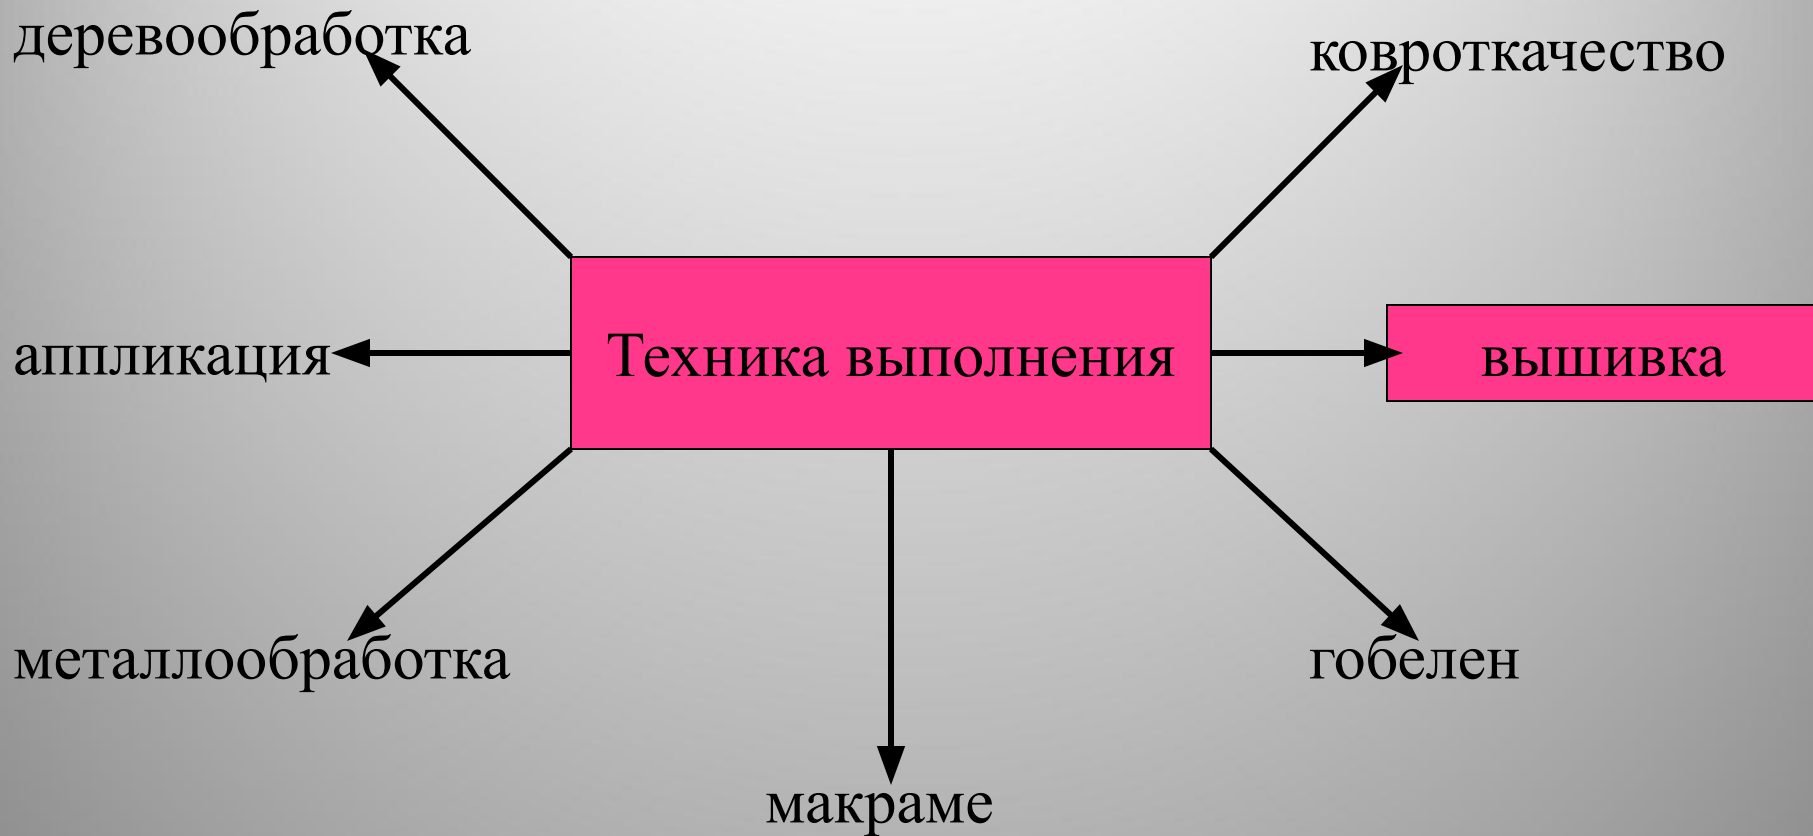 деревообработка
ковроткачество
аппликация
Техника выполнения
вышивка
металлообработка
гобелен
макраме